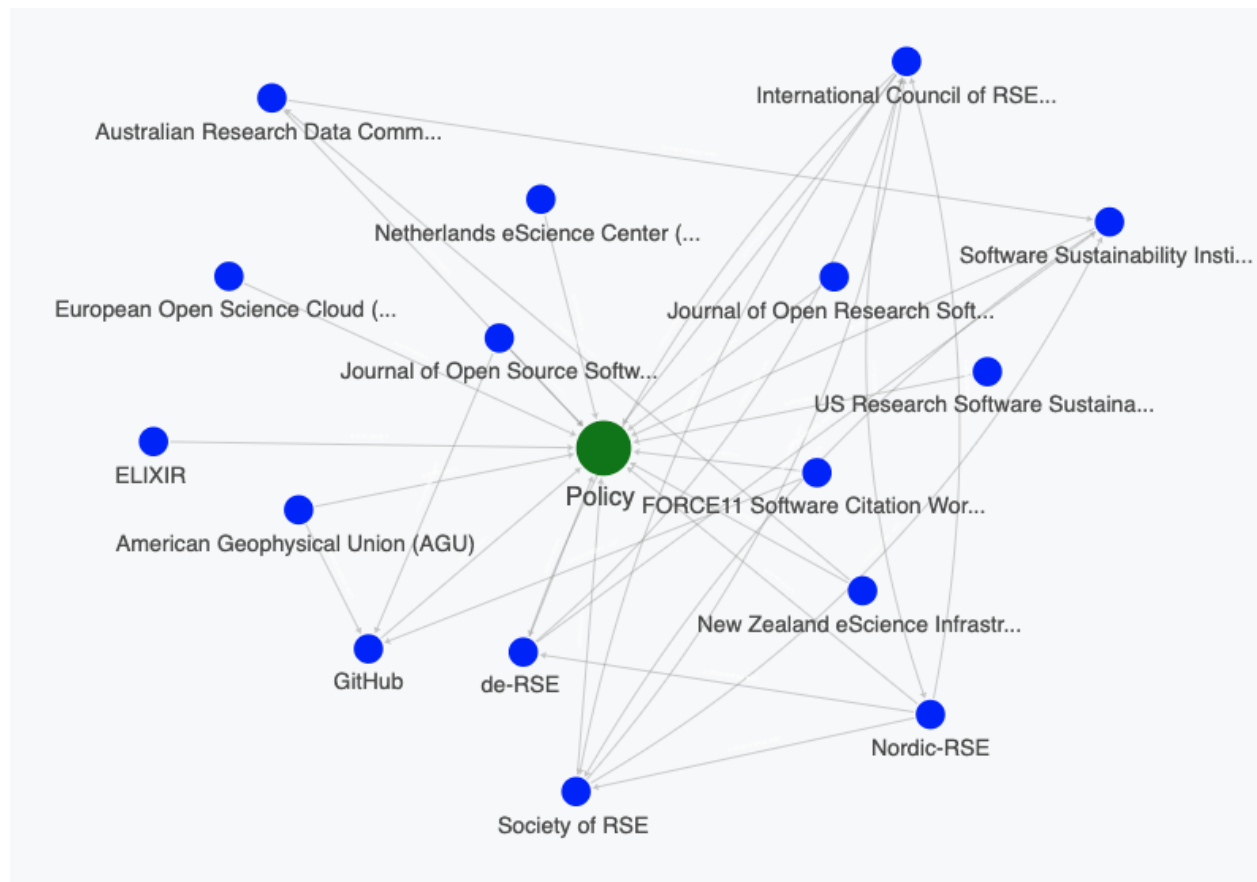 International Council of RSE...
Australian Research Data Comm...
Netherlands eScience Center (...
Software Sustainability Insti...
European Open Science Cloud (...
Journal of Open Research Soft...
Journal of Open Source Softw...
US Research Software Sustaina...
ELIXIR
Policy
FORCE11 Software Citation Wor...
American Geophysical Union (AGU)
New Zealand eScience Infrastr...
GitHub
de-RSE
Nordic-RSE
Society of RSE